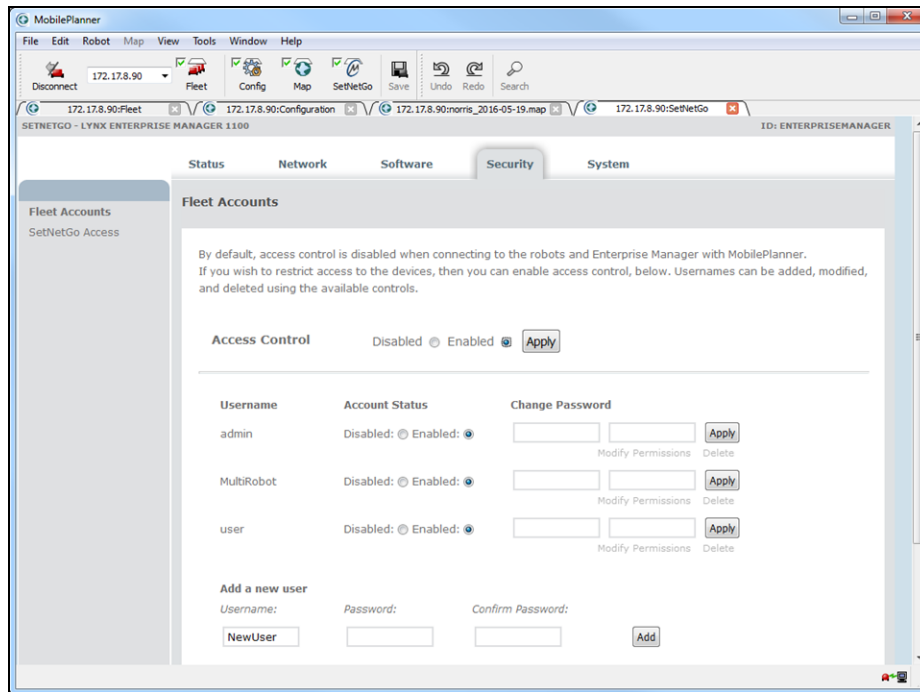 MobilePlanner
File Edit Robot Map View Tools Window Help
Disconnect 172.17.8.90 Fleet Config Map SetNetGo Save Undo Redo Search
172.17.8.90:Fleet 172.17.8.90:Configuration 172.17.8.90:norris_2016-05-19.map 172.17.8.90:SetNetGo
SETNETGO - LYNX ENTERPRISE MANAGER 1100 ID: ENTERPRISEMANAGER
Status Network Software Security System
Fleet Accounts
SetNetGo Access
Fleet Accounts
By default, access control is disabled when connecting to the robots and Enterprise Manager with MobilePlanner.
If you wish to restrict access to the devices, then you can enable access control, below. Usernames can be added, modified,
and deleted using the available controls.
Access Control Disabled Enabled Apply
Username Account Status Change Password
admin Disabled: Enabled: Apply
Modify Permissions Delete
MultiRobot Disabled: Enabled: Apply
Modify Permissions Delete
user Disabled: Enabled: Apply
Modify Permissions Delete
Add a new user
Username: Password: Confirm Password:
NewUser Add